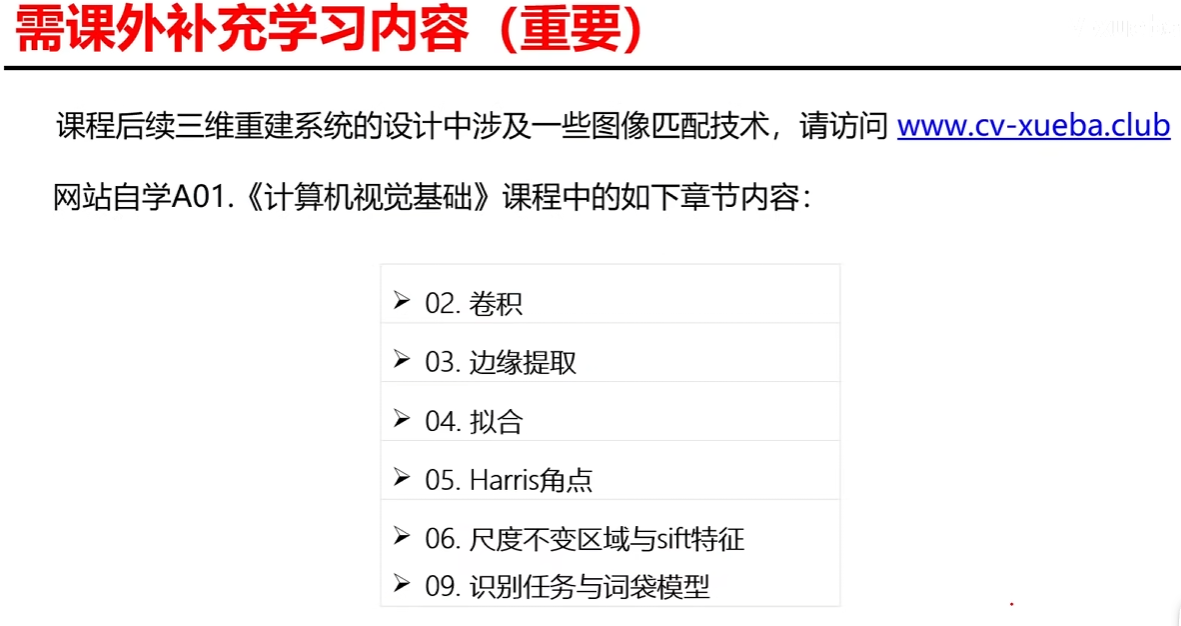 需课外补充学习内容（重要）
课程后续三维重建系统的设计中涉及一些图像匹配技术，请访问 www.cv-xueba.club
网站自学A01.《计算机视觉基础》课程中的如下章节内容：
➢ 02. 卷积
➢ 03. 边缘提取
➢ 04. 拟合
➢ 05. Harris角点
➢ 06. 尺度不变区域与sift特征
➢ 09. 识别任务与词袋模型